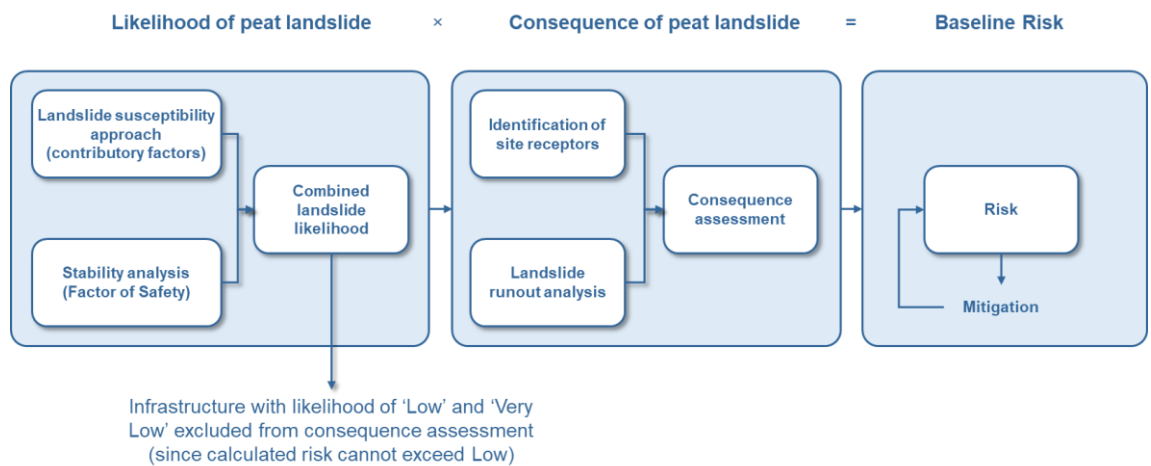 Likelihood of peat landslide × Consequence of peat landslide = Baseline Risk
Landslide susceptibility
approach
(contributory factors)
Stability analysis
(Factor of Safety)
Combined
landslide
likelihood
Identification of
site receptors
Landslide
runout analysis
Consequence
assessment
Risk
Mitigation
Infrastructure with likelihood of ‘Low’ and ‘Very
Low’ excluded from consequence assessment
(since calculated risk cannot exceed Low)